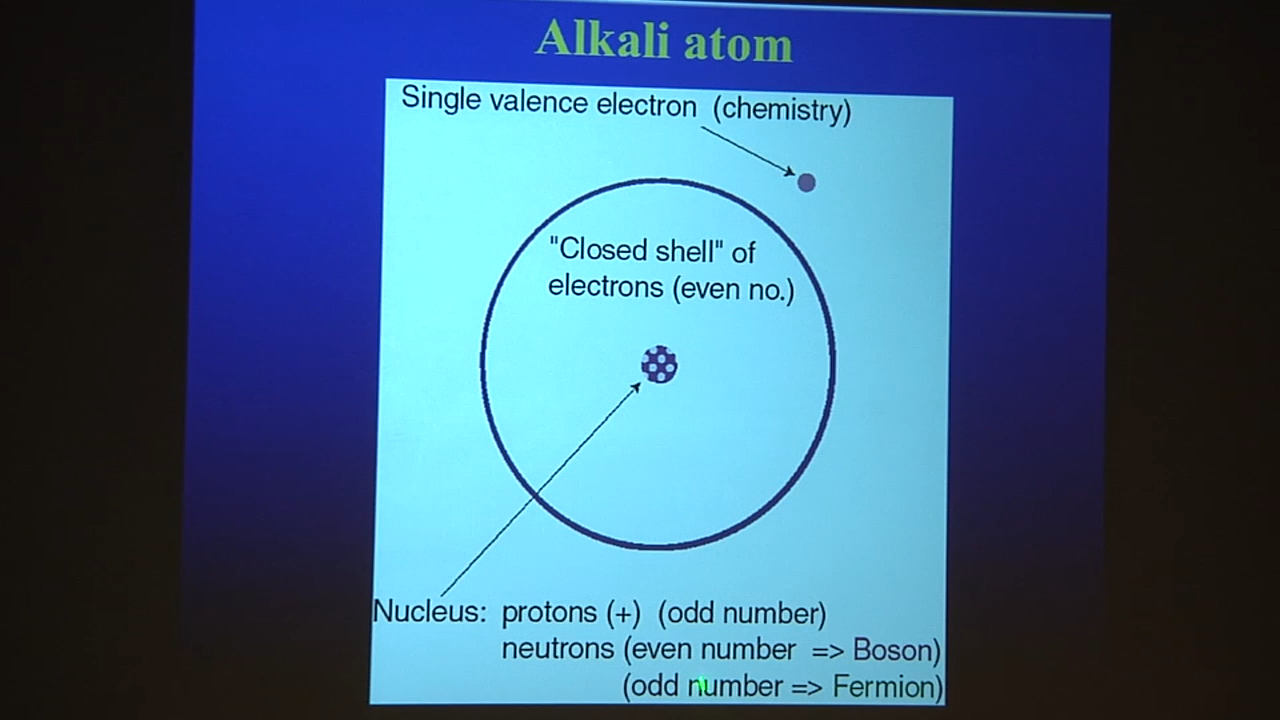 Alkali atom
Single valence electron (chemistry)
"Closed shell" of
electrons (even no.)
Nucleus: protons (+) (odd number)
neutrons (even number => Boson)
(odd number => Fermion)